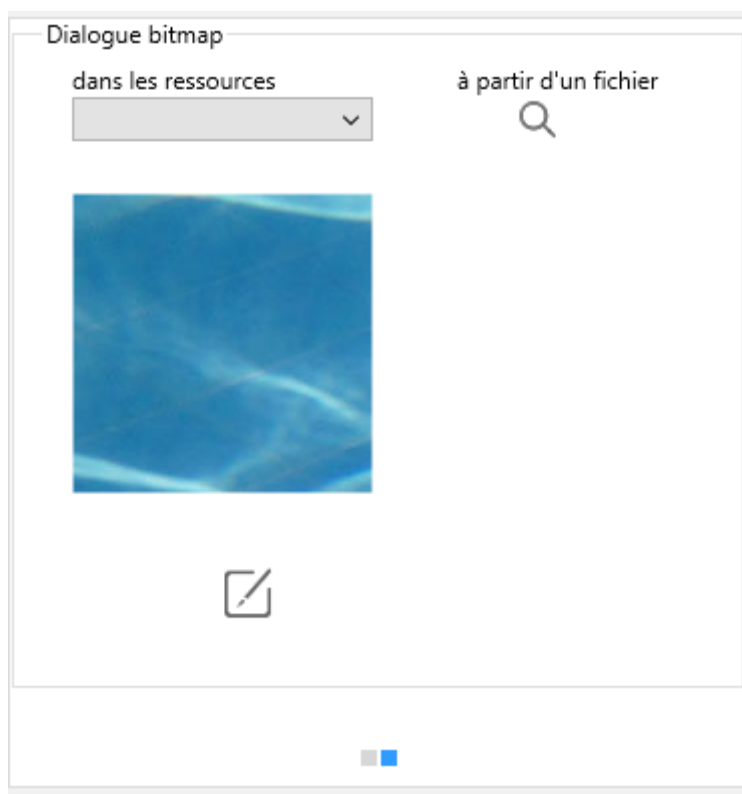 Dialogue bitmap
dans les ressources
à partir d'un fichier